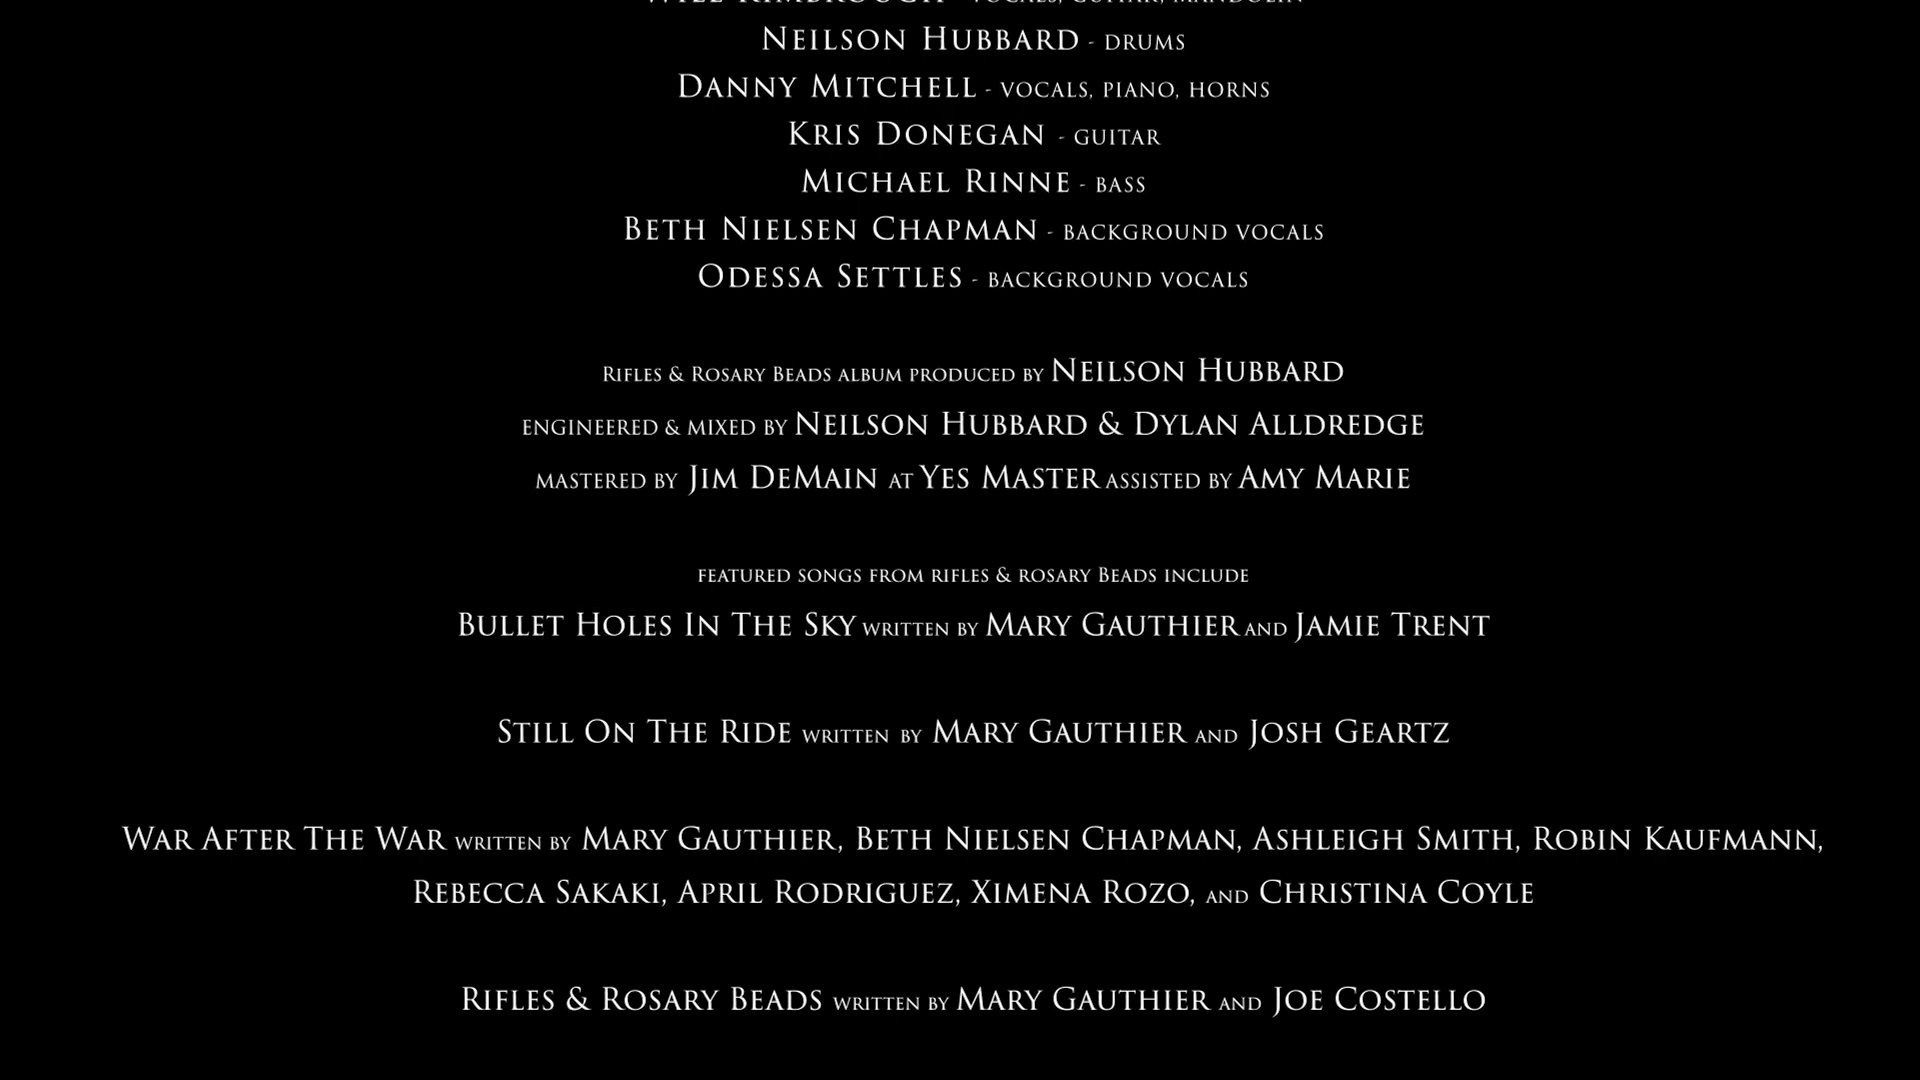 Will Kimbrough - vocals, guitar, mandolin
Neilson Hubbard - drums
Danny Mitchell - vocals, piano, horns
Kris Donegan - guitar
Michael Rinne - bass
Beth Nielsen Chapman - background vocals
Odessa Settles - background vocals
Rifles & Rosary Beads album produced by Neilson Hubbard
engineered & mixed by Neilson Hubbard & Dylan Alldredge
mastered by Jim DeMain at Yes Master assisted by Amy Marie
featured songs from rifles & rosary Beads include
Bullet Holes In The Sky written by Mary Gauthier and Jamie Trent
Still On The Ride written by Mary Gauthier and Josh Geartz
War After The War written by Mary Gauthier, Beth Nielsen Chapman, Ashleigh Smith, Robin Kaufmann,
Rebecca Sakaki, April Rodriguez, Ximena Rozo, and Christina Coyle
Rifles & Rosary Beads written by Mary Gauthier and Joe Costello